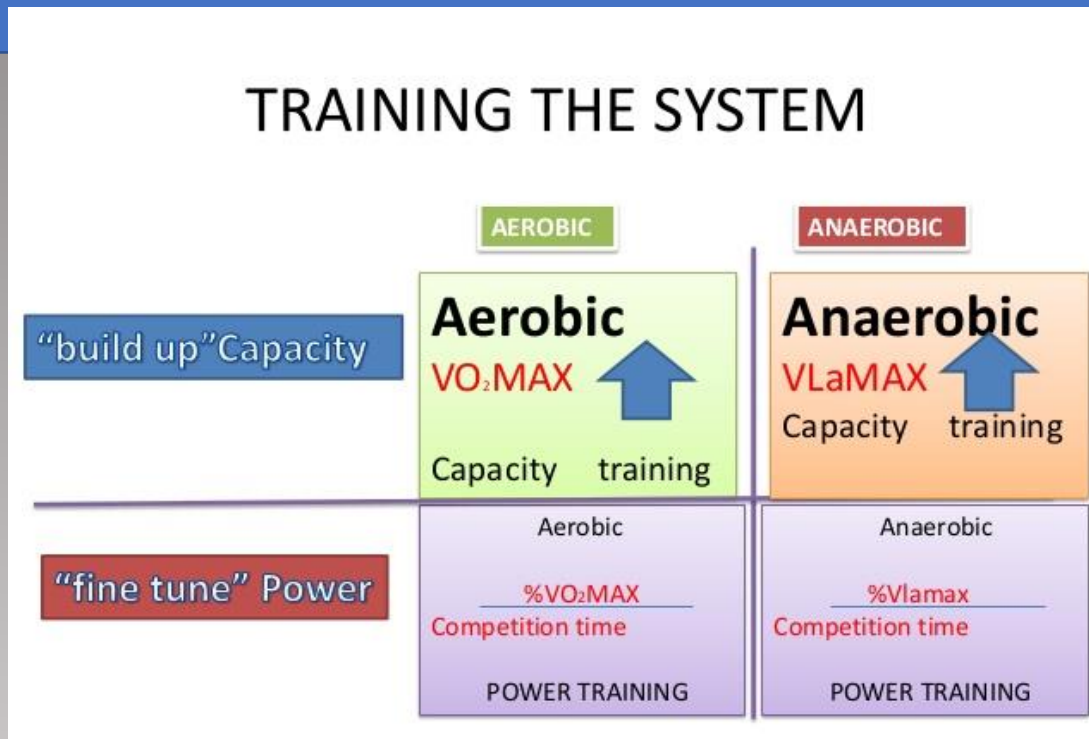 TRAINING THE SYSTEM
AEROBIC
ANAEROBIC
“build up”Capacity
Aerobic
VO₂MAX
Capacity training
Anaerobic
VLaMAX
Capacity training
“fine tune” Power
Aerobic
%VO₂MAX
Competition time
POWER TRAINING
Anaerobic
%Vlamax
Competition time
POWER TRAINING